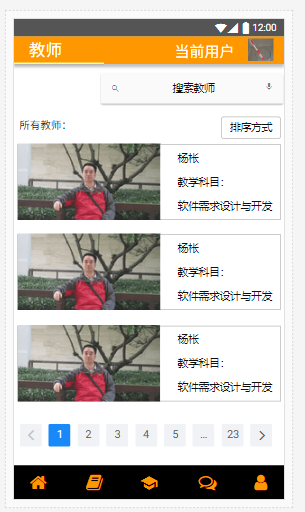 12:00
教师 当前用户
搜索教师
所有教师：
排序方式
杨枨
教学科目：
软件需求设计与开发
杨枨
教学科目：
软件需求设计与开发
杨枨
教学科目：
软件需求设计与开发
1 2 3 4 5 ... 23